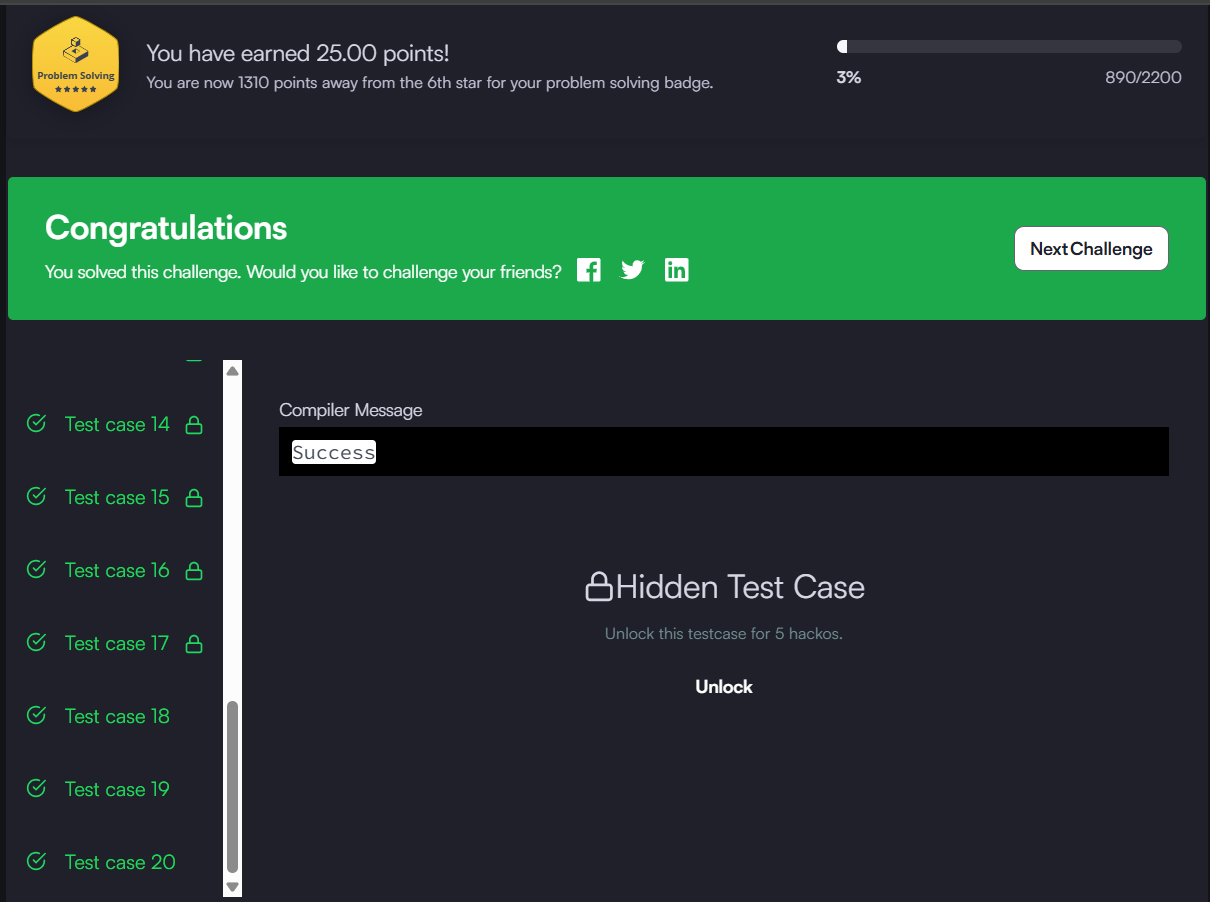 Problem Solving
You have earned 25.00 points!
You are now 1310 points away from the 6th star for your problem solving badge.
3%
890/2200
Congratulations
You solved this challenge. Would you like to challenge your friends?
Next Challenge
Test case 14
Test case 15
Test case 16
Test case 17
Test case 18
Test case 19
Test case 20
Compiler Message
Success
Hidden Test Case
Unlock this testcase for 5 hackos.
Unlock